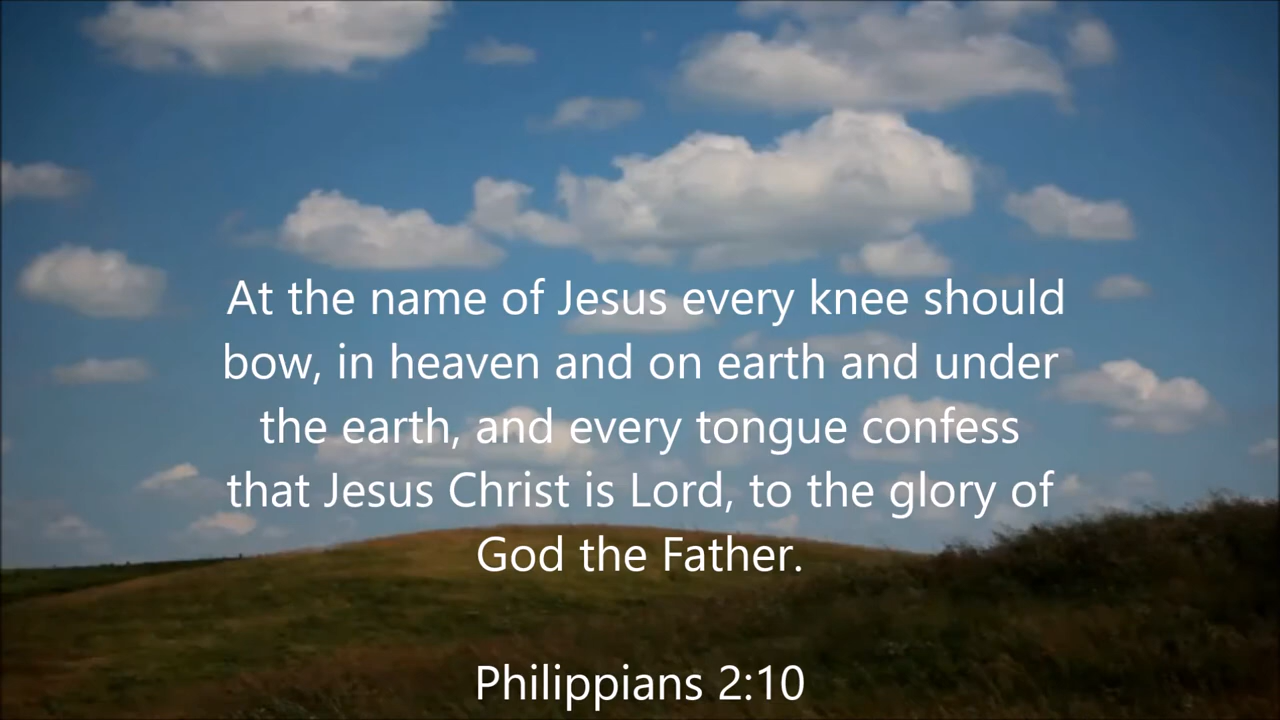 At the name of Jesus every knee should
bow, in heaven and on earth and under
the earth, and every tongue confess
that Jesus Christ is Lord, to the glory of
God the Father.
Philippians 2:10